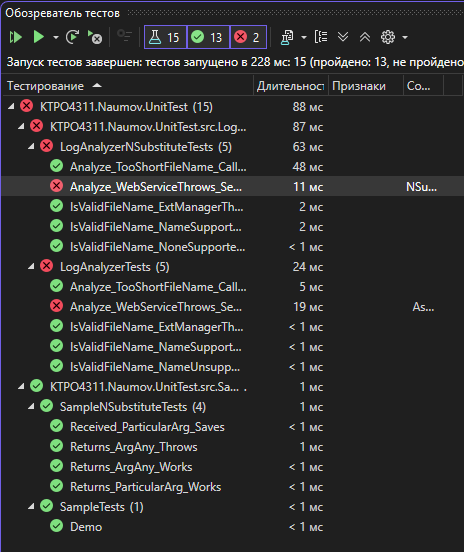 Обозреватель тестов
15 13 2
Запуск тестов завершен: тестов запущено в 228 мс: 15 (пройдено: 13, не пройдено
Тестирование Длительност Признаки Со...
KTPO4311.Naumov.UnitTest (15) 88 мс
KTPO4311.Naumov.UnitTest.src.Log... 87 мс
LogAnalyzerNSubstituteTests (5) 63 мс
Analyze_TooShortFileName_Call... 48 мс
Analyze_WebServiceThrows_Se... 11 мс NSu...
IsValidFileName_ExtManagerTh... 2 мс
IsValidFileName_NameSupport... 2 мс
IsValidFileName_NoneSupporte... < 1 мс
LogAnalyzerTests (5) 24 мс
Analyze_TooShortFileName_Call... 5 мс
Analyze_WebServiceThrows_Se... 19 мс As...
IsValidFileName_ExtManagerTh... < 1 мс
IsValidFileName_NameSupport... < 1 мс
IsValidFileName_NameUnsupp... < 1 мс
KTPO4311.Naumov.UnitTest.src.Sa... . 1 мс
SampleNSubstituteTests (4) 1 мс
Received_ParticularArg_Saves < 1 мс
Returns_ArgAny_Throws 1 мс
Returns_ArgAny_Works < 1 мс
Returns_ParticularArg_Works < 1 мс
SampleTests (1) < 1 мс
Demo < 1 мс